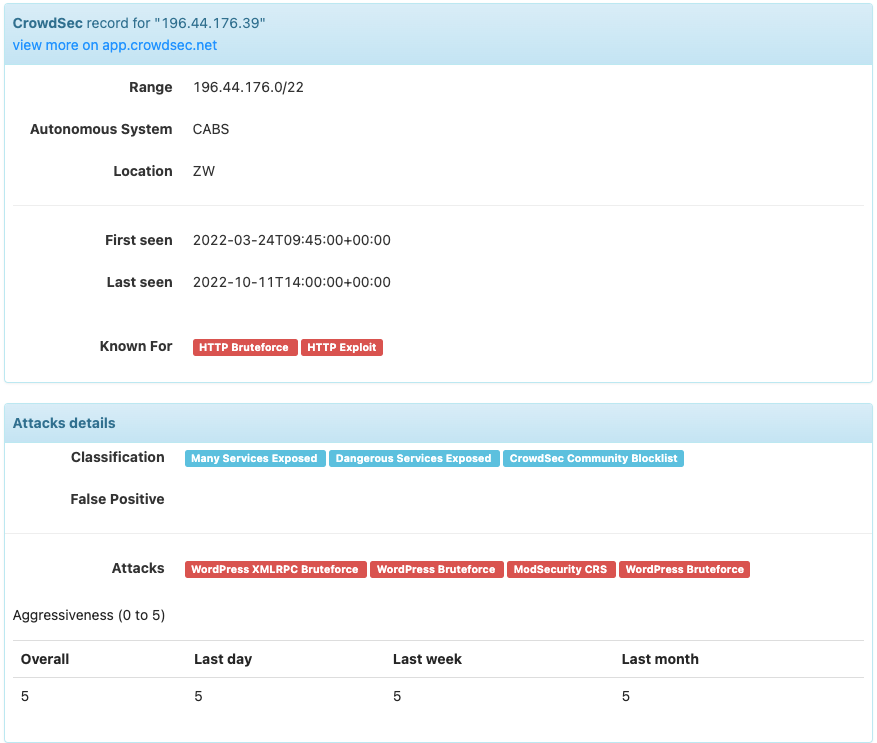 CrowdSec record for "196.44.176.39"
view more on app.crowdsec.net
Range 196.44.176.0/22
Autonomous System CABS
Location ZW
First seen 2022-03-24T09:45:00+00:00
Last seen 2022-10-11T14:00:00+00:00
Known For HTTP Bruteforce HTTP Exploit
Attacks details
Classification Many Services Exposed Dangerous Services Exposed CrowdSec Community Blocklist
False Positive
Attacks WordPress XMLRPC Bruteforce WordPress Bruteforce ModSecurity CRS WordPress Bruteforce
Aggressiveness (0 to 5)
Overall Last day Last week Last month
5 5 5 5